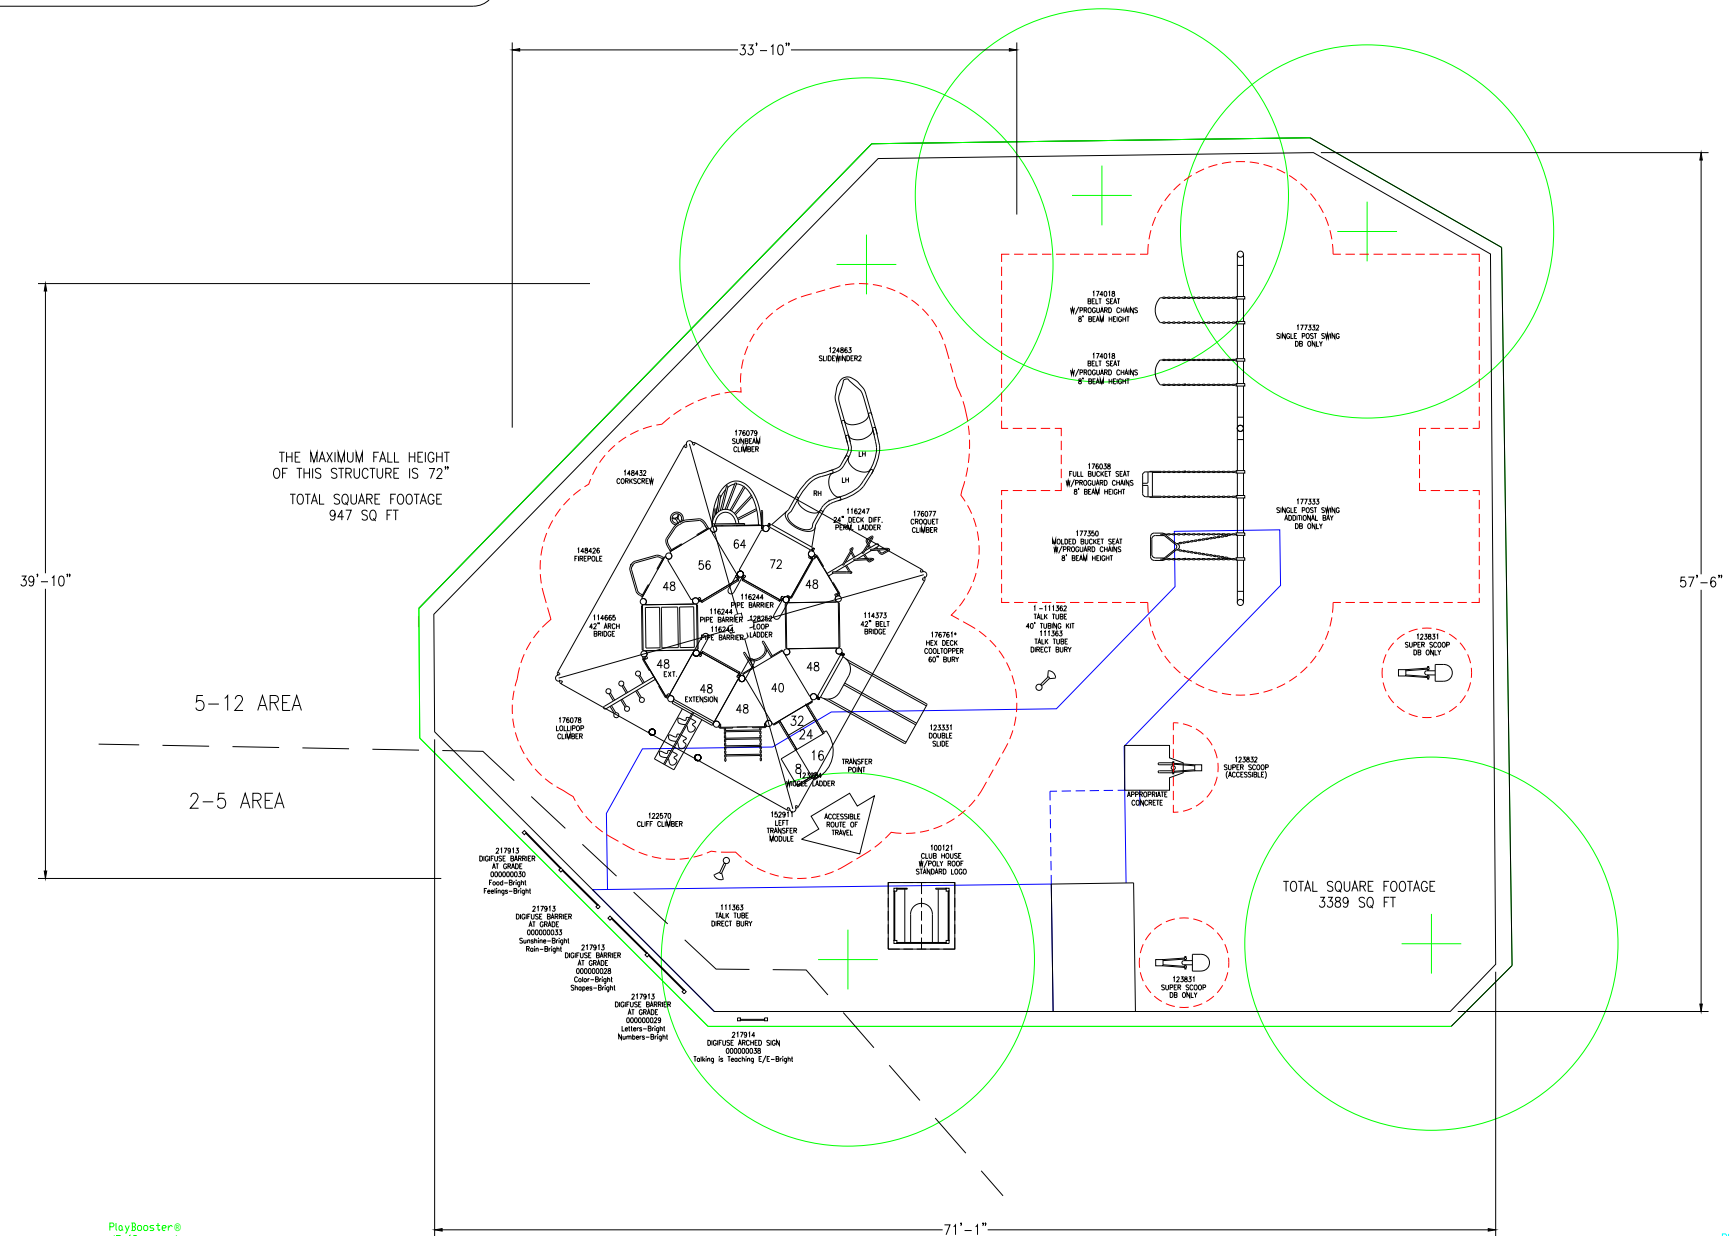 33'-10"
174018
BELT SEAT
W/PROGUARD CHAINS
8' BEAM HEIGHT
177332
SINGLE POST SWING
DB ONLY
124863
SLIDEWINDER2
174018
BELT SEAT
W/PROGUARD CHAINS
8' BEAM HEIGHT
176079
SUNBEAM
CLIMBER
THE MAXIMUM FALL HEIGHT
OF THIS STRUCTURE IS 72"
TOTAL SQUARE FOOTAGE
947 SQ FT
148432
CORKSCREW
LH
LH
RH
176038
FULL BUCKET SEAT
W/PROGUARD CHAINS
8' BEAM HEIGHT
116247
24" DECK DIFF.
PERM. LADDER
176077
CROQUET
CLIMBER
177333
SINGLE POST SWING
ADDITIONAL BAY
DB ONLY
177350
MOLDED BUCKET SEAT
W/PROGUARD CHAINS
8' BEAM HEIGHT
148426
FIREPOLE
64
56
72
48
48
39'-10"
57'-6"
116244
PIPE BARRIER
116244
PIPE BARRIER
116244
PIPE BARRIER
LOOP
LADDER
114665
42" ARCH
BRIDGE
114373
42" BELT
BRIDGE
1 -111362
TALK TUBE
40' TUBING KIT
111363
TALK TUBE
DIRECT BURY
176761*
HEX DECK
COOLTOPPER
60" BURY
123831
SUPER SCOOP
DB ONLY
48
EXT.
48
EXTENSION
48
40
48
32
24
16
8
5-12 AREA
2-5 AREA
176078
LOLLIPOP
CLIMBER
123331
DOUBLE
SLIDE
TRANSFER
POINT
LADDER
123832
SUPER SCOOP
(ACCESSIBLE)
APPROPRIATE
CONCRETE
122570
CLIFF CLIMBER
152911
LEFT
TRANSFER
MODULE
ACCESSIBLE
ROUTE OF
TRAVEL
100121
CLUB HOUSE
W/POLY ROOF
STANDARD LOGO
217913
DIGIFUSE BARRIER
AT GRADE
000000030
Food-Bright
Feelings-Bright
217913
DIGIFUSE BARRIER
AT GRADE
000000033
Sunshine-Bright
Rain-Bright
217913
DIGIFUSE BARRIER
AT GRADE
000000028
Color-Bright
Shapes-Bright
217913
DIGIFUSE BARRIER
AT GRADE
000000029
Letters-Bright
Numbers-Bright
111363
TALK TUBE
DIRECT BURY
TOTAL SQUARE FOOTAGE
3389 SQ FT
123831
SUPER SCOOP
DB ONLY
217914
DIGIFUSE ARCHED SIGN
000000038
Talking is Teaching E/E-Bright
71'-1"
PlayBooster®